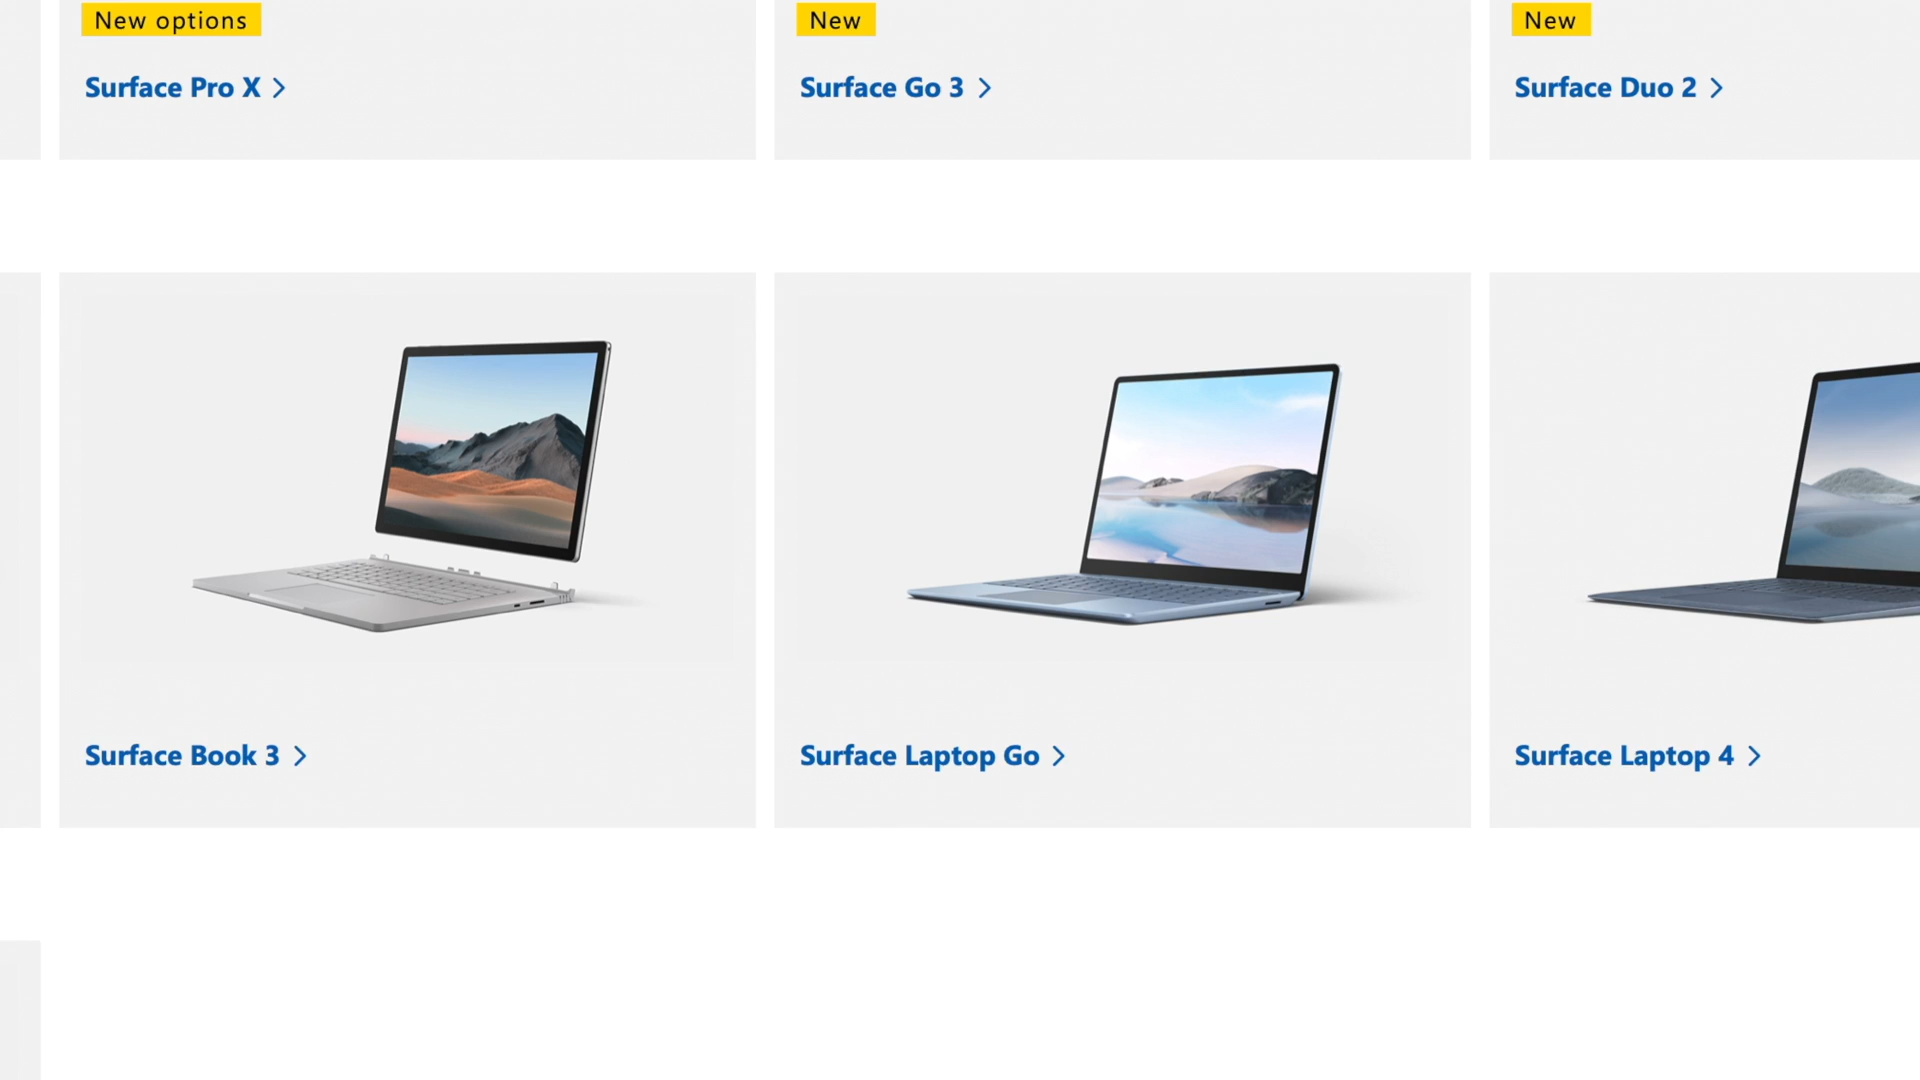 New options
New
New
Surface Pro X
Surface Go 3
Surface Duo 2
Surface Book 3
Surface Laptop Go
Surface Laptop 4